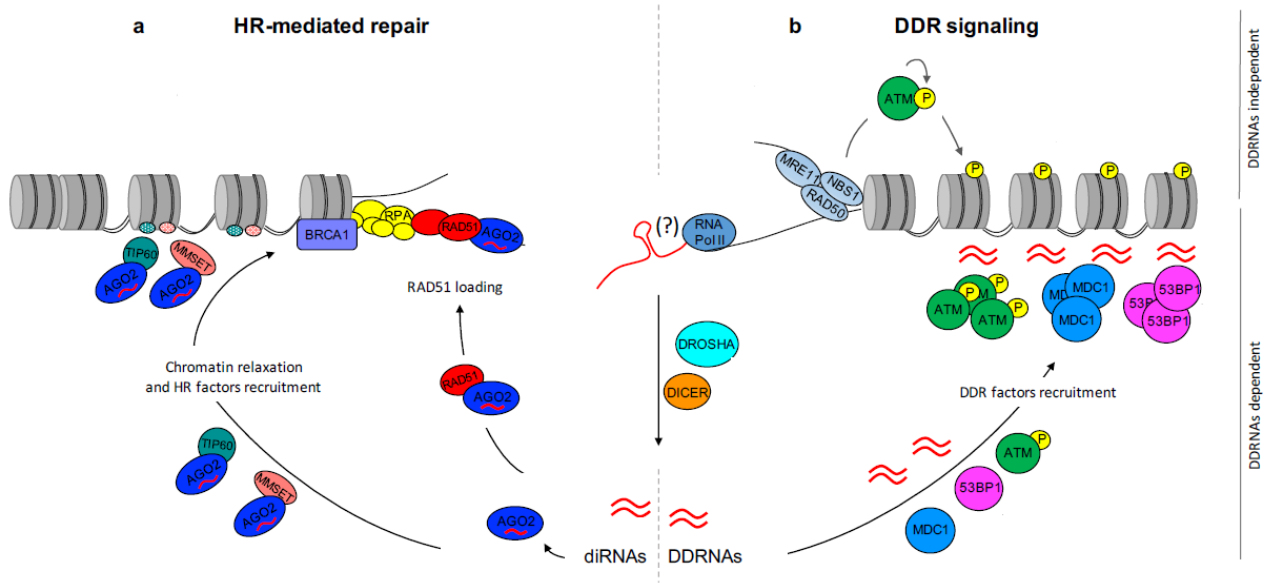 a HR-mediated repair
b DDR signaling
DDRNAs independent
DDRNAs dependent
ATM P
P P P P
MRE11
NBS1
RAD50
BRCA1
RPA
RAD51
AGO2
(?)
RNA
Pol II
TIP60
AGO2
MMSET
AGO2
RAD51 loading
P M P
ATM ATM P
MD MDC1
MDC1
53P 53BP1
53BP1
DROSHA
DICER
Chromatin relaxation
and HR factors recruitment
RAD51
AGO2
DDR factors recruitment
TIP60
AGO2
MMSET
AGO2
ATM P
53BP1
MDC1
AGO2
diRNAs DDRNAs